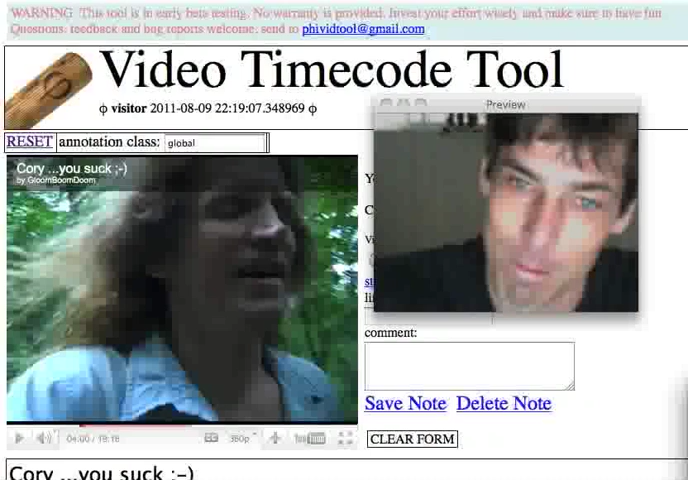 WARNING: This tool is in early beta testing. No warranty is provided. Invest your effort wisely and make sure to have fun
Questions, feedback and bug reports welcome, send to phividtool@gmail.com
Video Timecode Tool
ϕ visitor 2011-08-09 22:19:07.348969 ϕ
Preview
RESET annotation class: global
Cory ...you suck ;-)
by GloomBoomDoom
comment:
Save Note Delete Note
04:00 / 19:16 360p
CLEAR FORM
Cory ...you suck ;-)